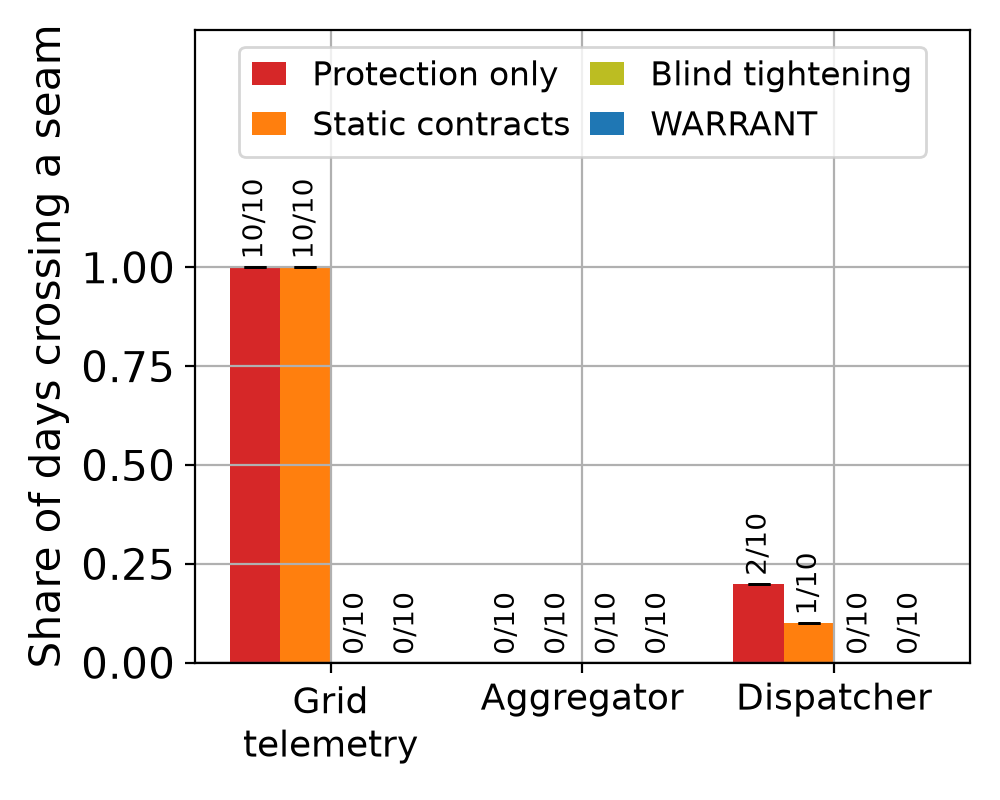 Share of days crossing a seam
Protection only
Static contracts
Blind tightening
WARRANT
1.00
0.75
0.50
0.25
0.00
10/10
10/10
0/10
0/10
0/10
0/10
0/10
0/10
2/10
1/10
0/10
0/10
Grid
telemetry
Aggregator
Dispatcher